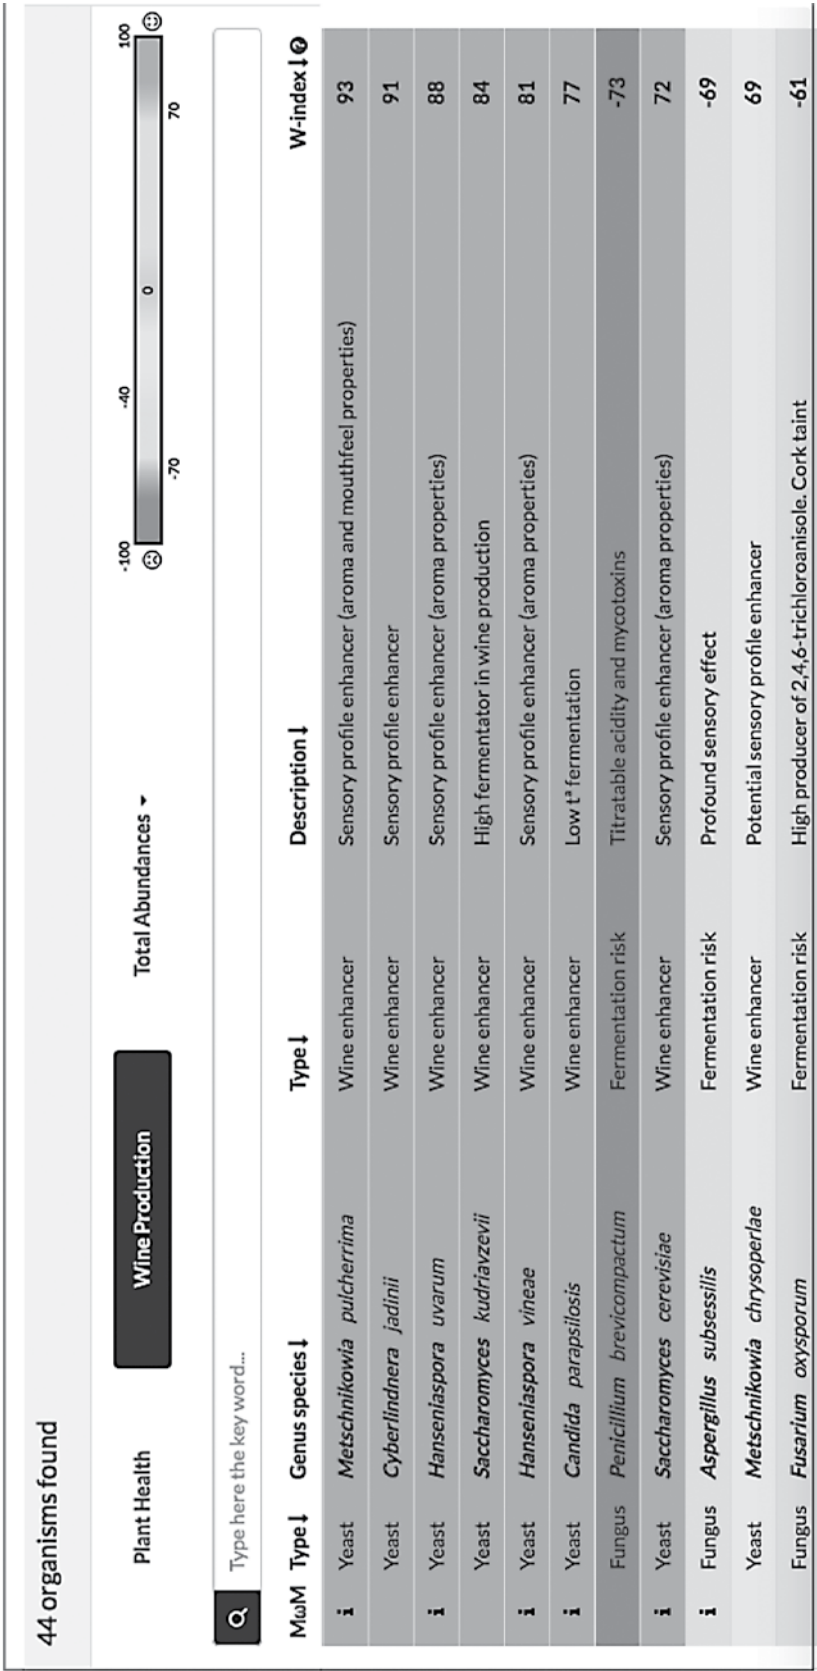 44 organisms found
Plant Health Wine Production Total Abundances
-100 -40 0 100
-70 70
Type here the key word...
MωM Type Genus species Type Description W-index
i Yeast Metschnikowia pulcherrima Wine enhancer Sensory profile enhancer (aroma and mouthfeel properties) 93
Yeast Cyberlindnera jadinii Wine enhancer Sensory profile enhancer 91
i Yeast Hanseniaspora uvarum Wine enhancer Sensory profile enhancer (aroma properties) 88
Yeast Saccharomyces kudriavzevii Wine enhancer High fermentator in wine production 84
i Yeast Hanseniaspora vineae Wine enhancer Sensory profile enhancer (aroma properties) 81
i Yeast Candida parapsilosis Wine enhancer Low tª fermentation 77
Fungus Penicillium brevicompactum Fermentation risk Titratable acidity and mycotoxins -73
i Yeast Saccharomyces cerevisiae Wine enhancer Sensory profile enhancer (aroma properties) 72
i Fungus Aspergillus subsessilis Fermentation risk Profound sensory effect -69
Yeast Metschnikowia chrysoperlae Wine enhancer Potential sensory profile enhancer 69
Fungus Fusarium oxysporum Fermentation risk High producer of 2,4,6-trichloroanisole. Cork taint -61